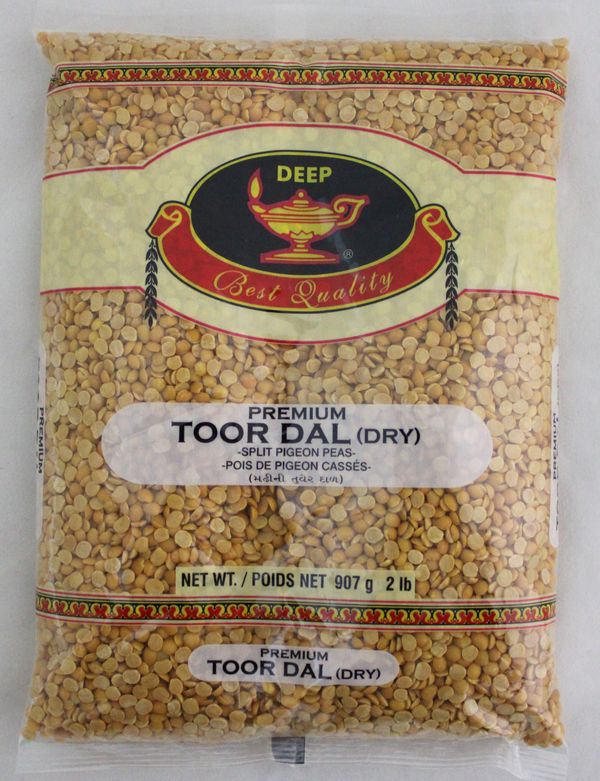 DEEP
®
Best Quality
PREMIUM
TOOR DAL (DRY)
-SPLIT PIGEON PEAS-
-POIS DE PIGEON CASSÉS-
(મઢીની તુવેર દાળ)
PREMIUM
PREMIUM
NET WT. / POIDS NET 907 g 2 lb
PREMIUM
TOOR DAL (DRY)